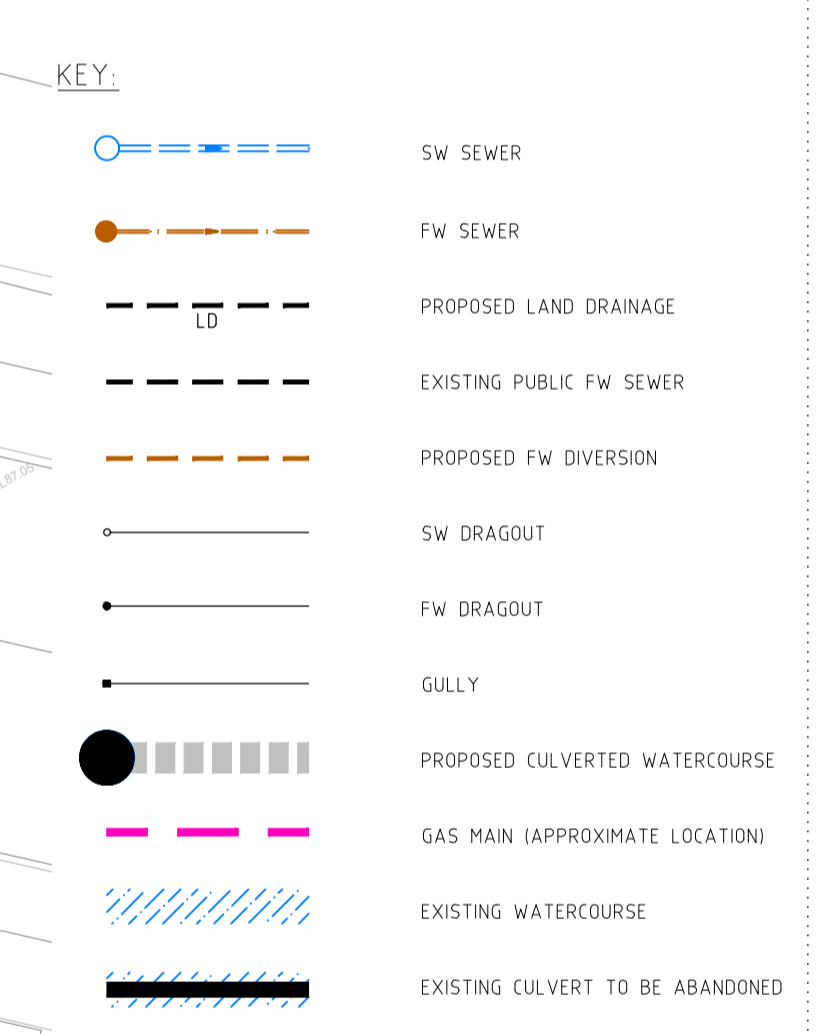 KEY:
SW SEWER
FW SEWER
LD
PROPOSED LAND DRAINAGE
EXISTING PUBLIC FW SEWER
PROPOSED FW DIVERSION
SW DRAGOUT
FW DRAGOUT
GULLY
PROPOSED CULVERTED WATERCOURSE
GAS MAIN (APPROXIMATE LOCATION)
EXISTING WATERCOURSE
EXISTING CULVERT TO BE ABANDONED